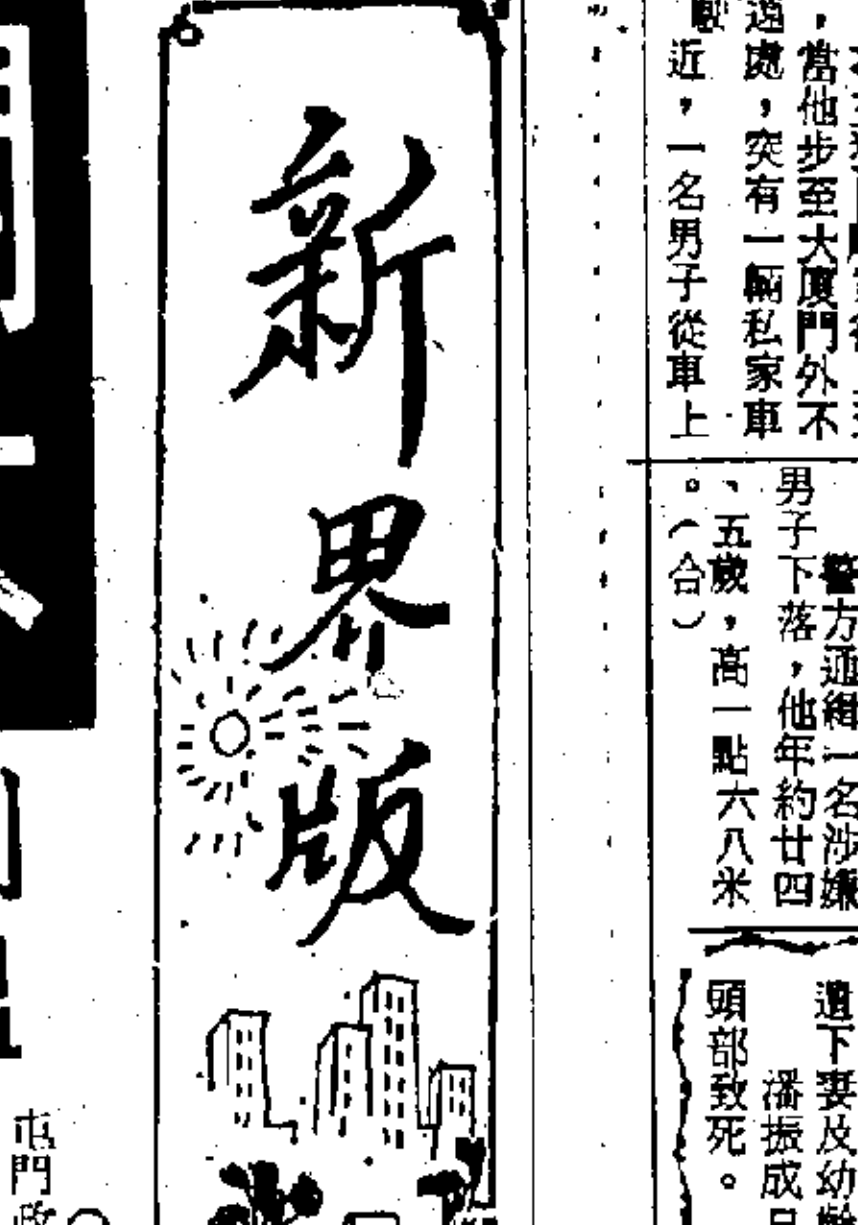 ，當他步至大廈門外不
遠處，突有一輛私家車
近，一名男子從車上
警方通緝一名涉嫌
男子下落，他年約廿四
、五歲，高一點六八米
。（合）
遺下妻及幼
潘振成
頭部致死。
新界版
屯門